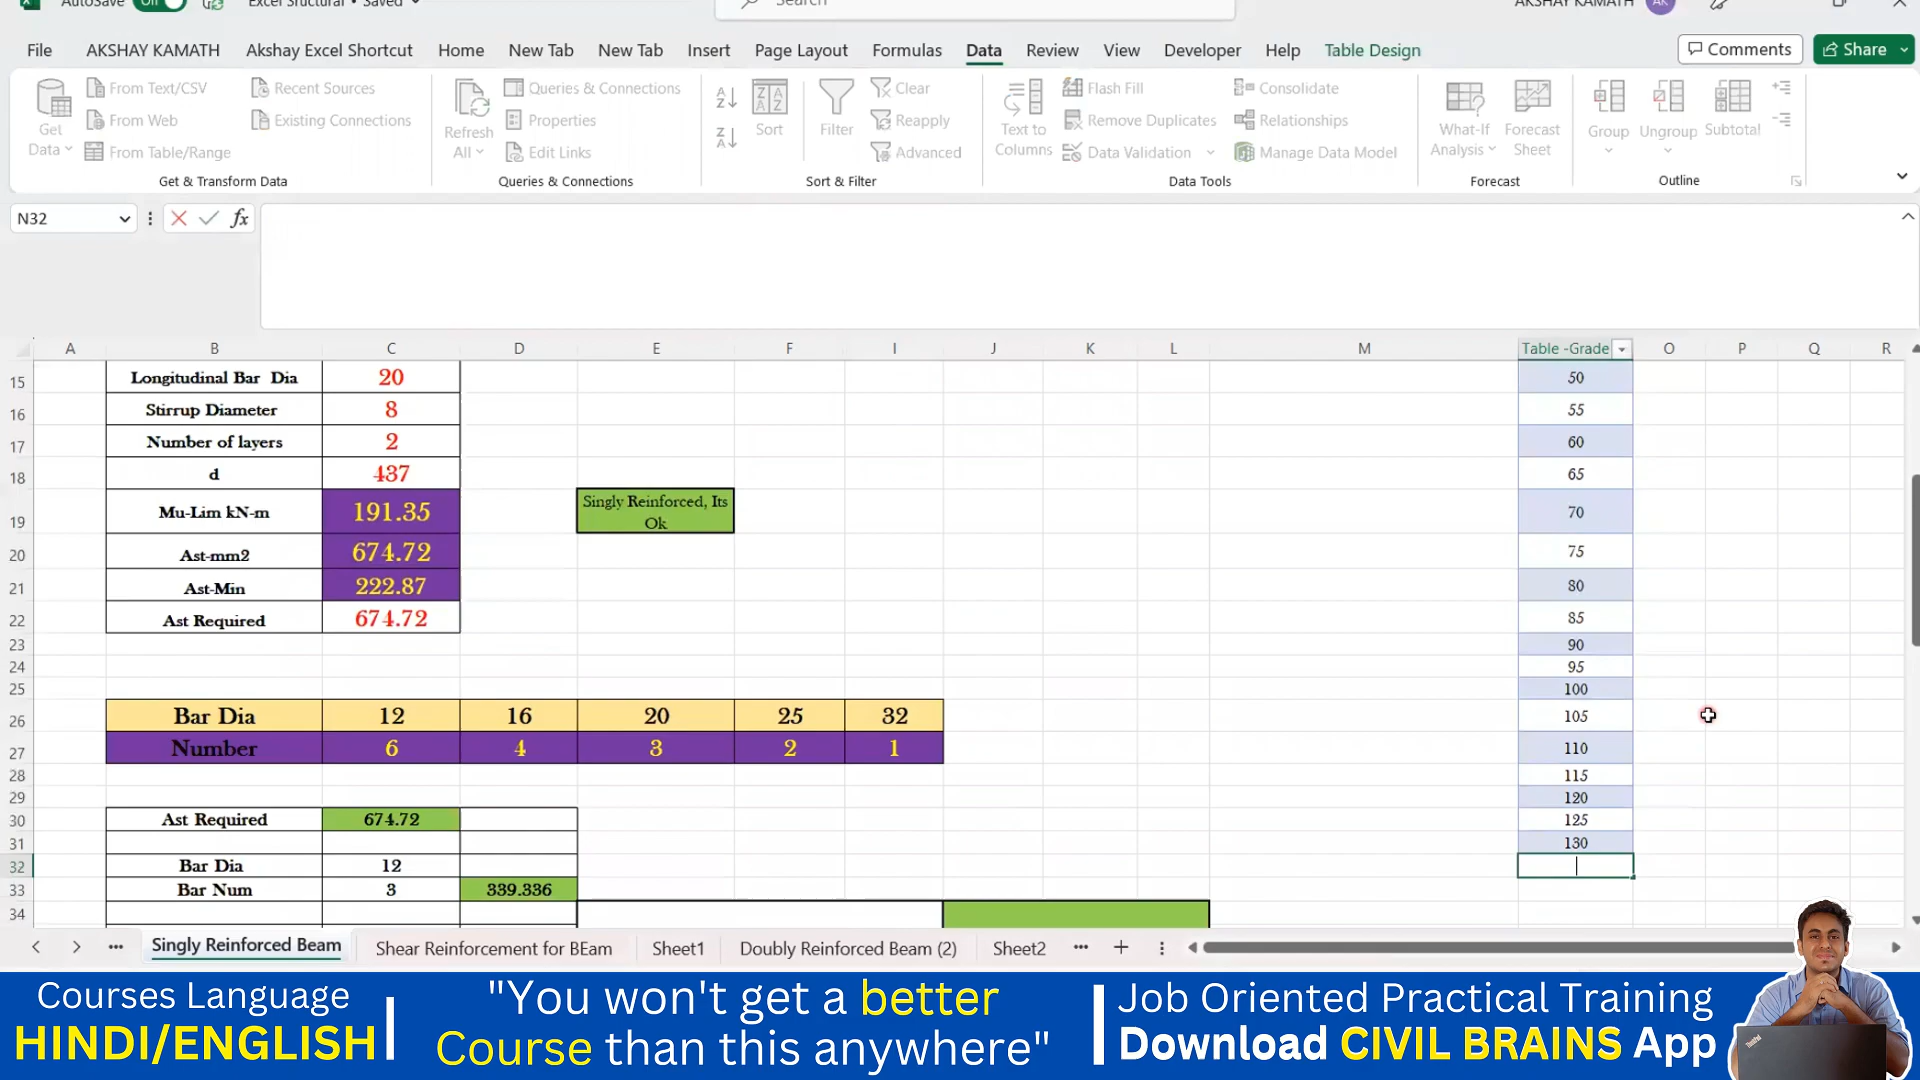 AutoSave On Excel Sructural • Saved Search AKSHAY KAMATH AK
File AKSHAY KAMATH Akshay Excel Shortcut Home New Tab New Tab Insert Page Layout Formulas Data Review View Developer Help Table Design Comments Share
Get Data From Text/CSV Recent Sources Refresh All Queries & Connections Sort Filter Clear Text to Columns Flash Fill Consolidate What-If Analysis Forecast Sheet Group Ungroup Subtotal
From Web Existing Connections Properties Reapply Remove Duplicates Relationships
From Table/Range Edit Links Advanced Data Validation Manage Data Model
Get & Transform Data Queries & Connections Sort & Filter Data Tools Forecast Outline
N32 fx
A B C D E F I J K L M Table -Grade O P Q R
15 Longitudinal Bar Dia 20 50
16 Stirrup Diameter 8 55
17 Number of layers 2 60
18 d 437 65
19 Mu-Lim kN-m 191.35 Singly Reinforced, Its Ok 70
20 Ast-mm2 674.72 75
21 Ast-Min 222.87 80
22 Ast Required 674.72 85
23 90
24 95
25 100
26 Bar Dia 12 16 20 25 32 105
27 Number 6 4 3 2 1 110
28 115
29 120
30 Ast Required 674.72 125
31 130
32 Bar Dia 12
33 Bar Num 3 339.336
34
Singly Reinforced Beam Shear Reinforcement for BEam Sheet1 Doubly Reinforced Beam (2) Sheet2
Courses Language
HINDI/ENGLISH
"You won't get a better
Course than this anywhere"
Job Oriented Practical Training
Download CIVIL BRAINS App